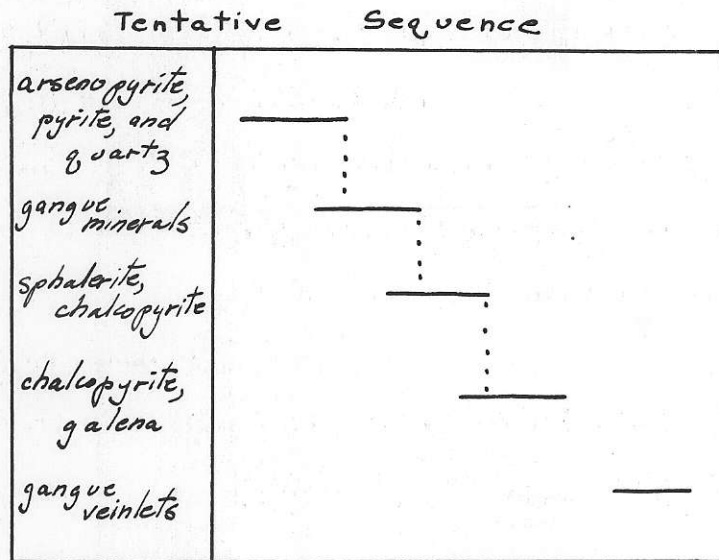 Tentative Sequence
arsenopyrite,
pyrite, and
quartz
gangue
minerals
sphalerite,
chalcopyrite
chalcopyrite,
galena
gangue
veinlets